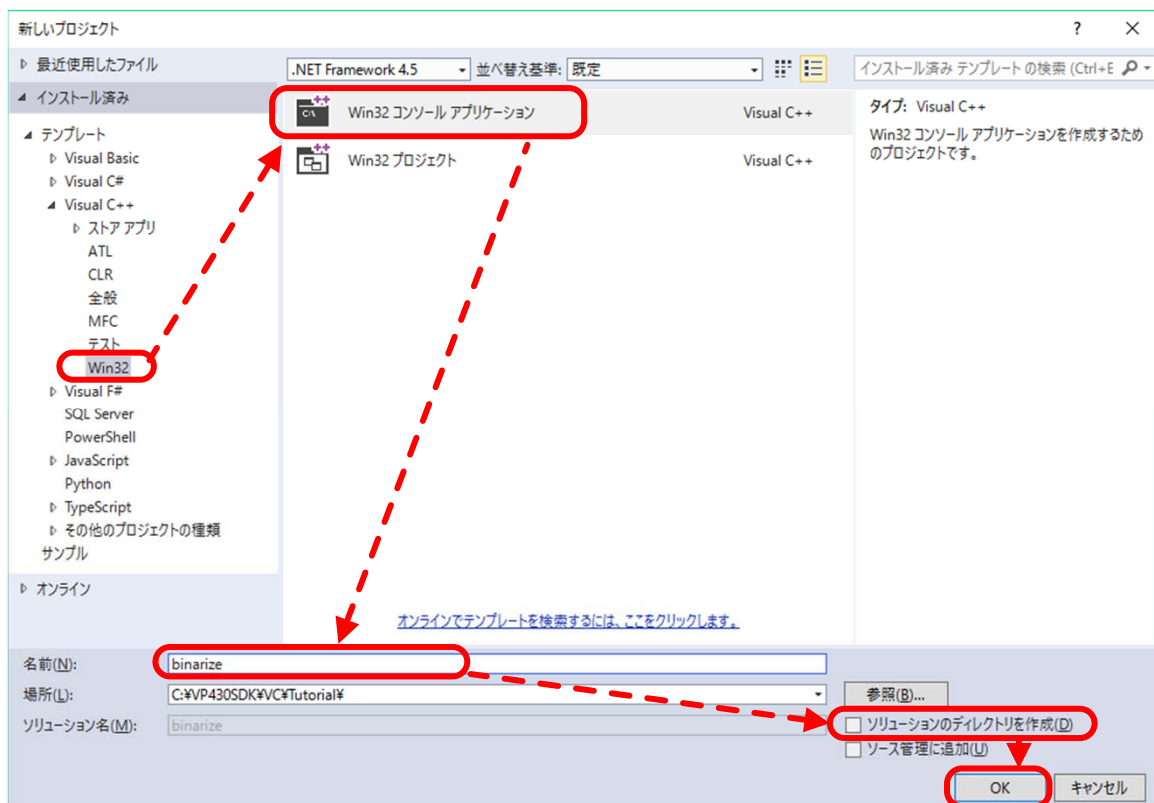 新しいプロジェクト
? ×
▷ 最近使用したファイル
◢ インストール済み
◢ テンプレート
▷ Visual Basic
▷ Visual C#
◢ Visual C++
▷ ストア アプリ
ATL
CLR
全般
MFC
テスト
Win32
▷ Visual F#
SQL Server
PowerShell
▷ JavaScript
Python
▷ TypeScript
▷ その他のプロジェクトの種類
サンプル
▷ オンライン
.NET Framework 4.5 並べ替え基準: 既定
Win32 コンソール アプリケーション Visual C++
Win32 プロジェクト Visual C++
オンラインでテンプレートを検索するには、ここをクリックします。
インストール済み テンプレート の検索 (Ctrl+E
タイプ: Visual C++
Win32 コンソール アプリケーションを作成するため
のプロジェクトです。
名前(N): binarize
場所(L): C:¥VP430SDK¥VC¥Tutorial¥ 参照(B)...
ソリューション名(M): binarize
ソリューションのディレクトリを作成(D)
ソース管理に追加(U)
OK キャンセル